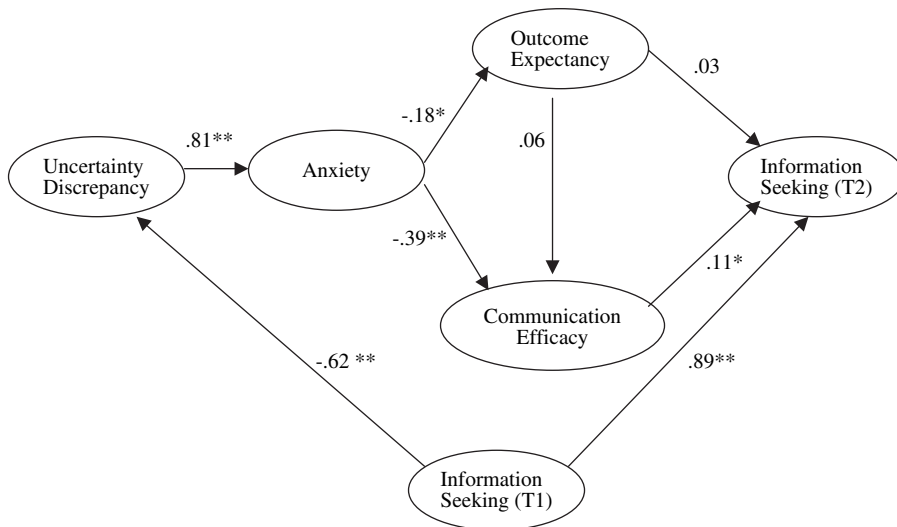 Outcome
Expectancy
.03
-.18*
.81**
.06
Uncertainty
Discrepancy
Anxiety
Information
Seeking (T2)
-.39**
.11*
Communication
Efficacy
-.62 **
.89**
Information
Seeking (T1)